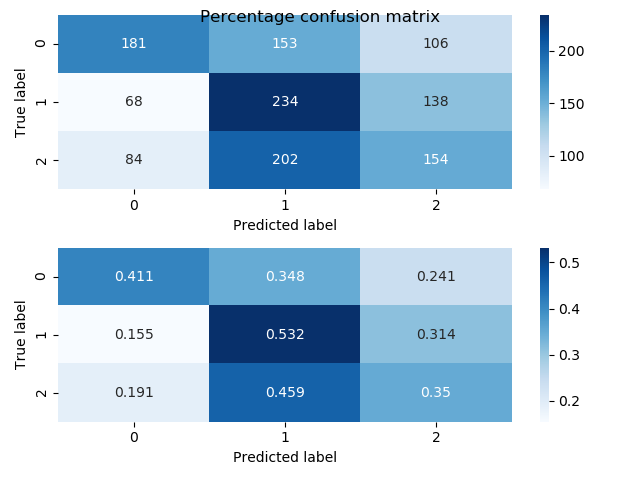 Percentage confusion matrix
0 181 153 106
1 68 234 138
2 84 202 154
True label
0 1 2
Predicted label
200
150
100
0 0.411 0.348 0.241
1 0.155 0.532 0.314
2 0.191 0.459 0.35
True label
0 1 2
Predicted label
0.5
0.4
0.3
0.2